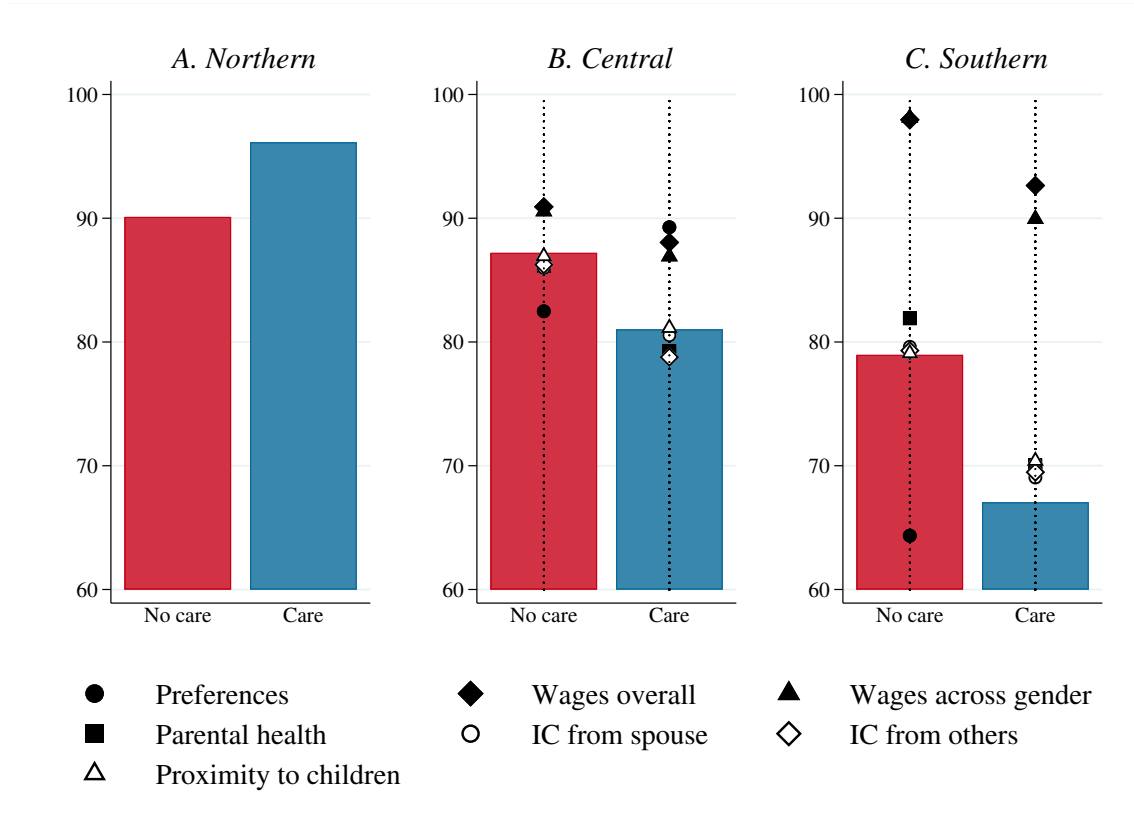 A. Northern
B. Central
C. Southern
100
90
80
70
60
No care
Care
100
90
80
70
60
No care
Care
100
90
80
70
60
No care
Care
Preferences
Wages overall
Wages across gender
Parental health
IC from spouse
IC from others
Proximity to children